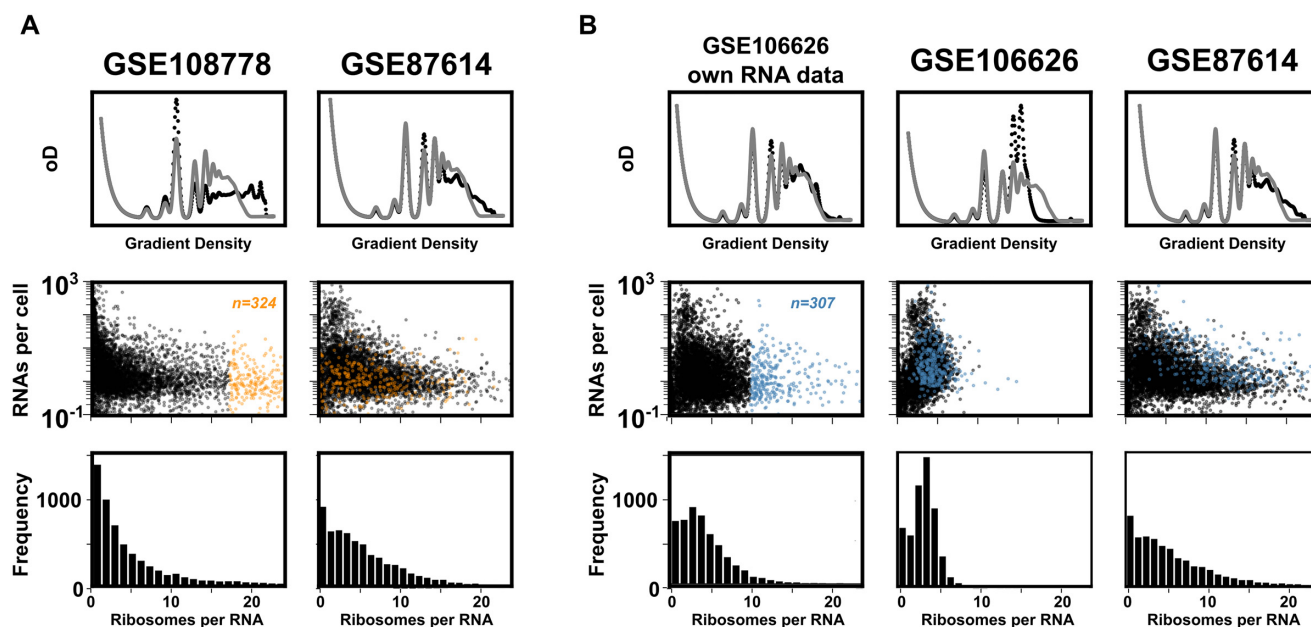 A
B
GSE108778
GSE87614
GSE106626
own RNA data
GSE106626
GSE87614
oD
oD
Gradient Density
Gradient Density
Gradient Density
Gradient Density
Gradient Density
RNAs per cell
10³
10⁻¹
n=324
RNAs per cell
10³
10⁻¹
n=307
Frequency
1000
0
Frequency
1000
0
0 10 20
0 10 20
0 10 20
0 10 20
0 10 20
Ribosomes per RNA
Ribosomes per RNA
Ribosomes per RNA
Ribosomes per RNA
Ribosomes per RNA